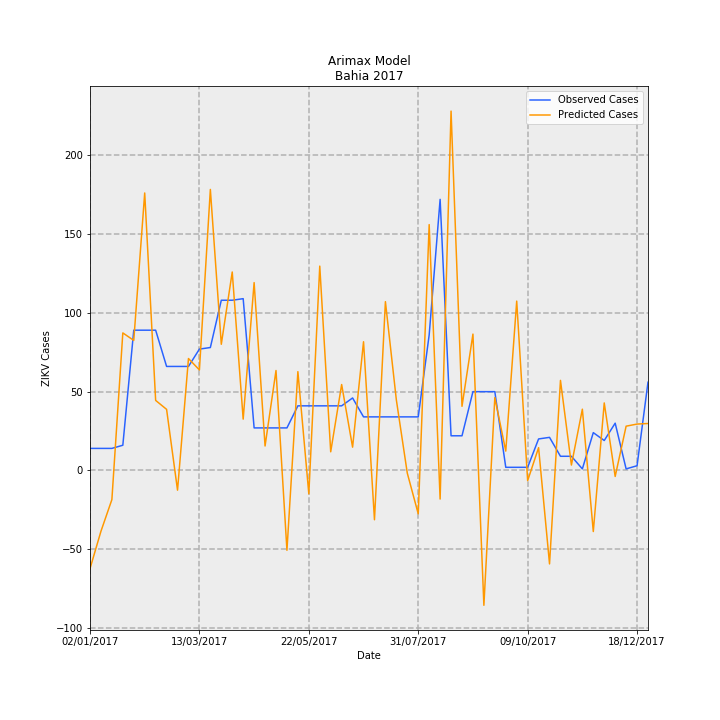 Arimax Model
Bahia 2017
Observed Cases
Predicted Cases
ZIKV Cases
200
150
100
50
0
−50
−100
02/01/2017 13/03/2017 22/05/2017 31/07/2017 09/10/2017 18/12/2017
Date